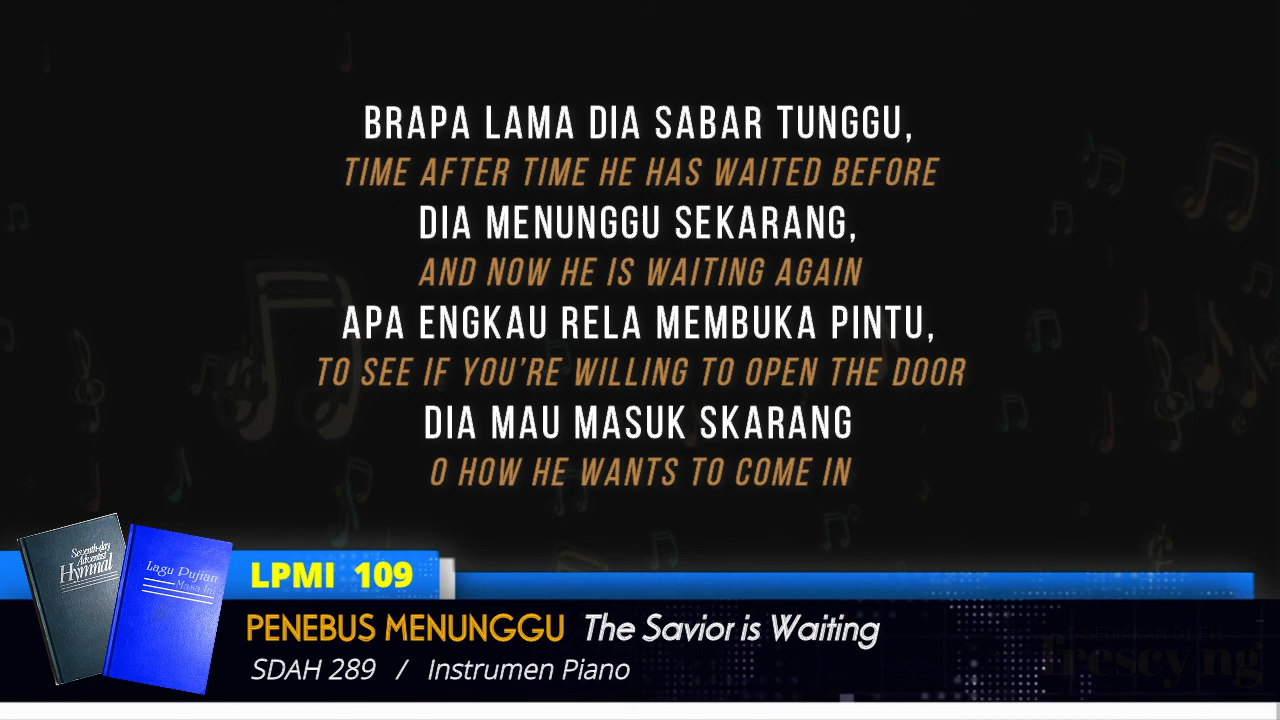 BRAPA LAMA DIA SABAR TUNGGU,
TIME AFTER TIME HE HAS WAITED BEFORE
DIA MENUNGGU SEKARANG,
AND NOW HE IS WAITING AGAIN
APA ENGKAU RELA MEMBUKA PINTU,
TO SEE IF YOU'RE WILLING TO OPEN THE DOOR
DIA MAU MASUK SKARANG
O HOW HE WANTS TO COME IN
Seventh-day
Adventist
Hymnal
Lagu Pujian
Masa Ini
LPMI 109
PENEBUS MENUNGGU The Savior is Waiting
SDAH 289 / Instrumen Piano
frescy ng